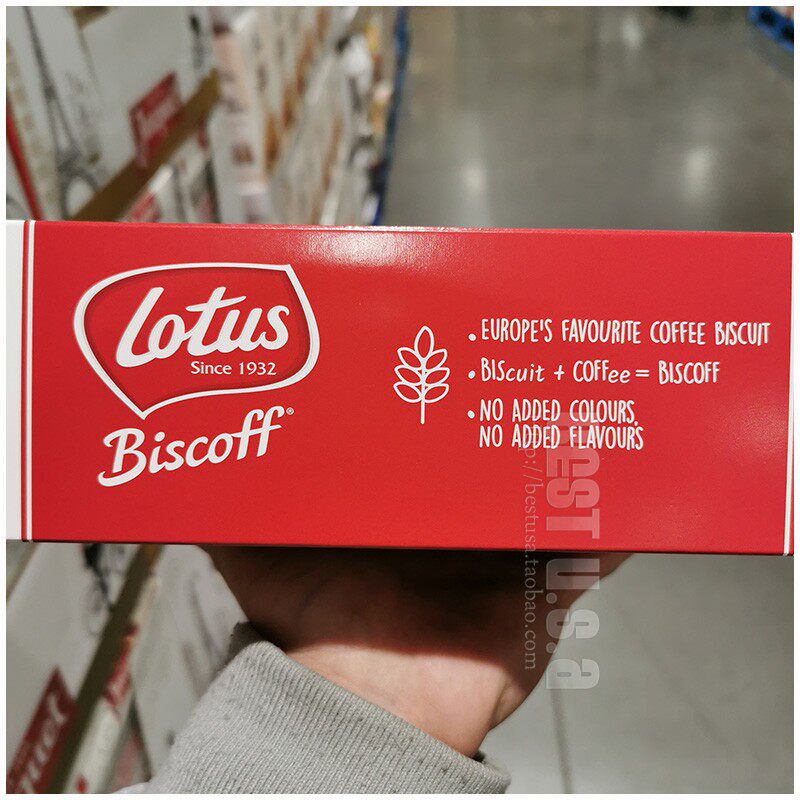 Lotus
Since 1932
Biscoff®
• EUROPE'S FAVOURITE COFFEE BISCUIT
• BIScuit + COFFee = BISCOFF
• NO ADDED COLOURS,
NO ADDED FLAVOURS
BEST U.S.a
http://bestusa.taobao.com